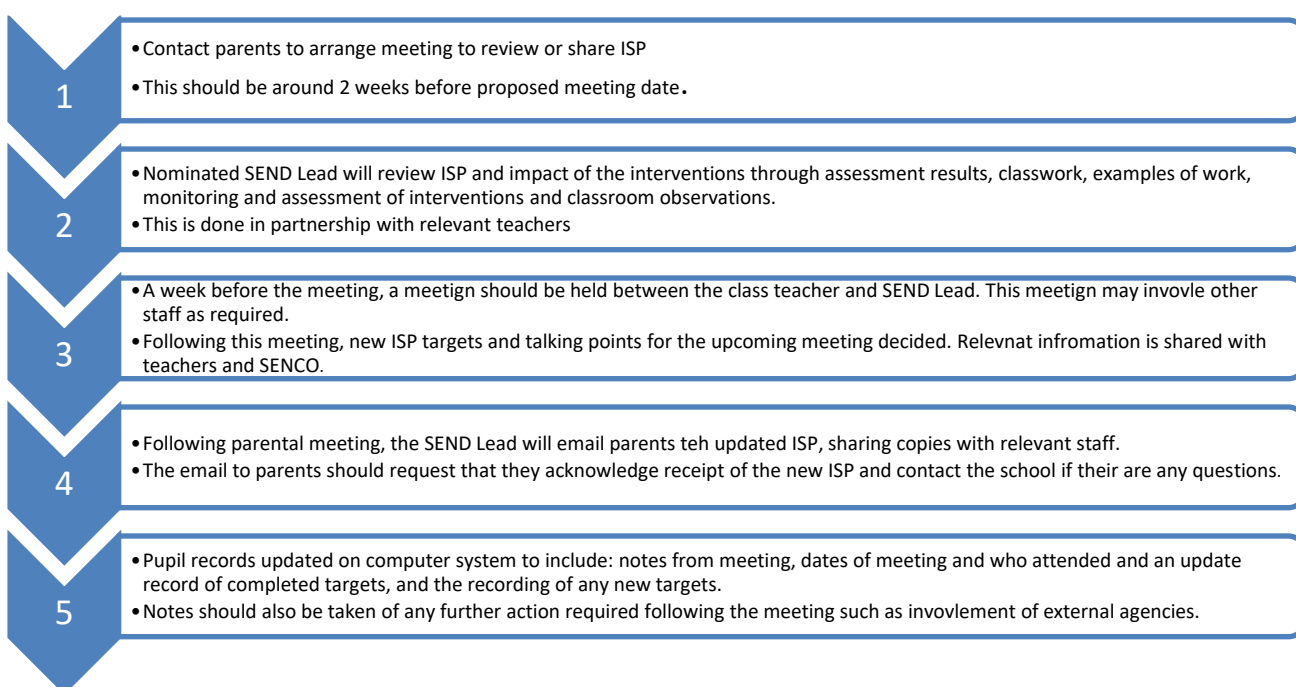 1
•Contact parents to arrange meeting to review or share ISP
•This should be around 2 weeks before proposed meeting date.
2
•Nominated SEND Lead will review ISP and impact of the interventions through assessment results, classwork, examples of work,
monitoring and assessment of interventions and classroom observations.
•This is done in partnership with relevant teachers
3
•A week before the meeting, a meetign should be held between the class teacher and SEND Lead. This meetign may invovle other
staff as required.
•Following this meeting, new ISP targets and talking points for the upcoming meeting decided. Relevnat infromation is shared with
teachers and SENCO.
4
•Following parental meeting, the SEND Lead will email parents teh updated ISP, sharing copies with relevant staff.
•The email to parents should request that they acknowledge receipt of the new ISP and contact the school if their are any questions.
5
•Pupil records updated on computer system to include: notes from meeting, dates of meeting and who attended and an update
record of completed targets, and the recording of any new targets.
•Notes should also be taken of any further action required following the meeting such as invovlement of external agencies.